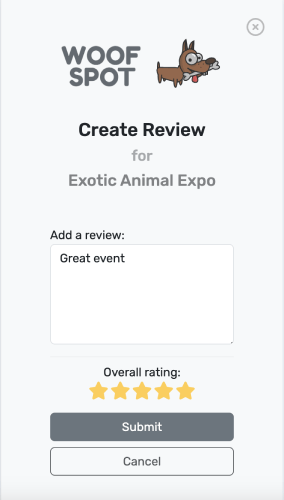 WOOF
SPOT
Create Review
for
Exotic Animal Expo
Add a review:
Great event
Overall rating:
Submit
Cancel